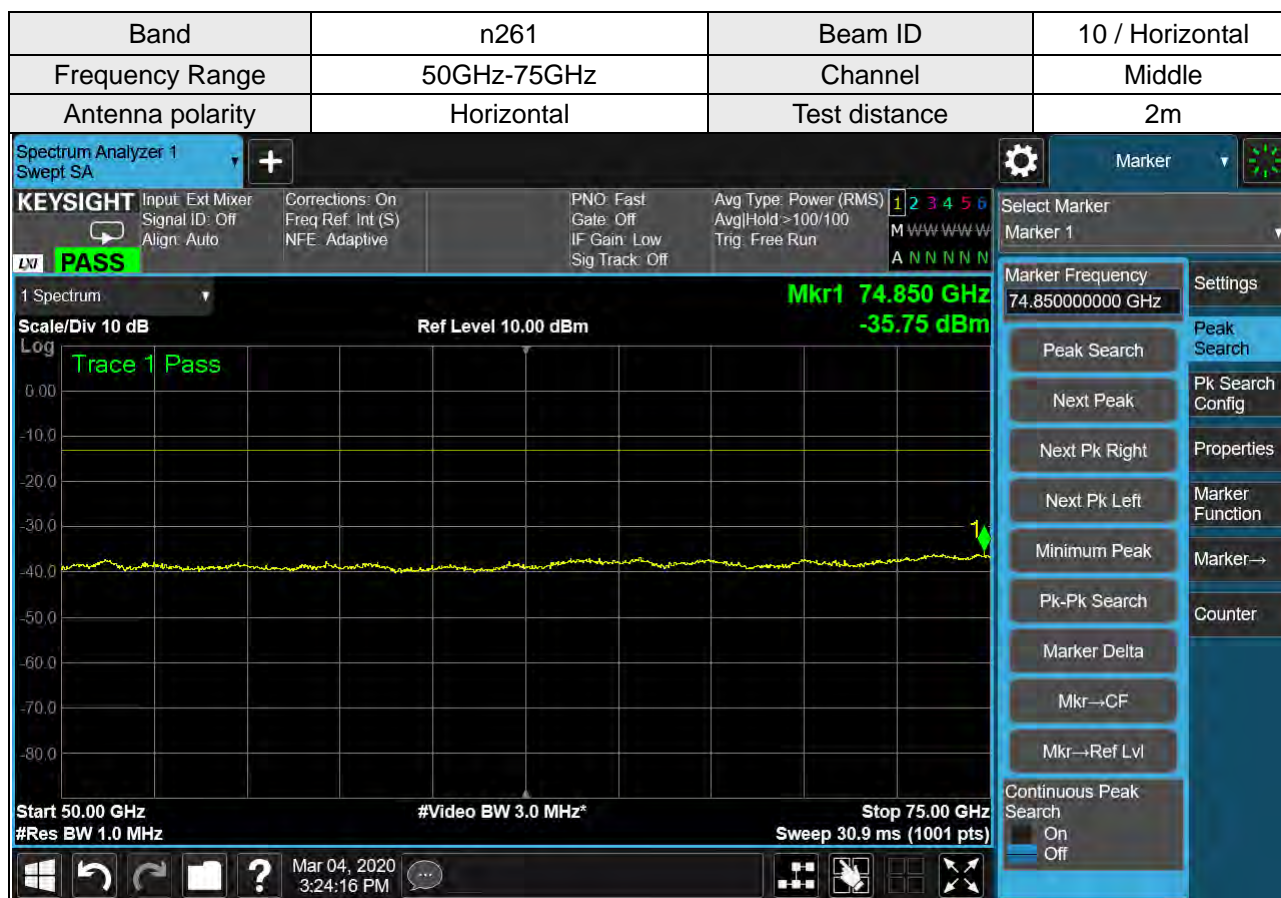 Band n261 Beam ID 10 / Horizontal
Frequency Range 50GHz-75GHz Channel Middle
Antenna polarity Horizontal Test distance 2m
Spectrum Analyzer 1
Swept SA
+
Marker
KEYSIGHT
LXI
PASS
Input: Ext Mixer
Signal ID: Off
Align: Auto
Corrections: On
Freq Ref: Int (S)
NFE: Adaptive
PNO: Fast
Gate: Off
IF Gain: Low
Sig Track: Off
Avg Type: Power (RMS)
Avg|Hold >100/100
Trig: Free Run
1 2 3 4 5 6
M W W W W W
A N N N N N
Select Marker
Marker 1
1 Spectrum
Mkr1 74.850 GHz
Scale/Div 10 dB Ref Level 10.00 dBm -35.75 dBm
Log
Trace 1 Pass
0.00
-10.0
-20.0
-30.0
1
-40.0
-50.0
-60.0
-70.0
-80.0
Start 50.00 GHz #Video BW 3.0 MHz* Stop 75.00 GHz
#Res BW 1.0 MHz Sweep 30.9 ms (1001 pts)
Marker Frequency
74.850000000 GHz
Peak Search
Next Peak
Next Pk Right
Next Pk Left
Minimum Peak
Pk-Pk Search
Marker Delta
Mkr→CF
Mkr→Ref Lvl
Continuous Peak
Search
On
Off
Settings
Peak
Search
Pk Search
Config
Properties
Marker
Function
Marker→
Counter
?
Mar 04, 2020
3:24:16 PM